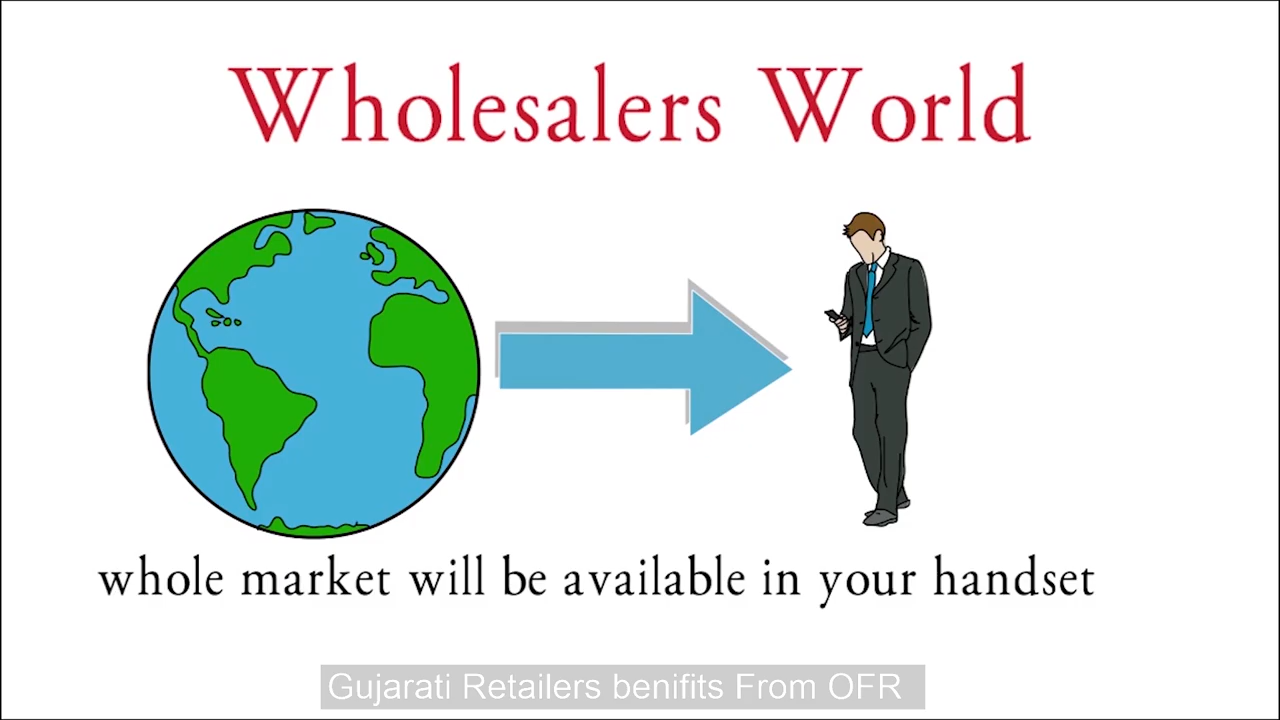 Wholesalers World
whole market will be available in your handset
Gujarati Retailers benifits From OFR